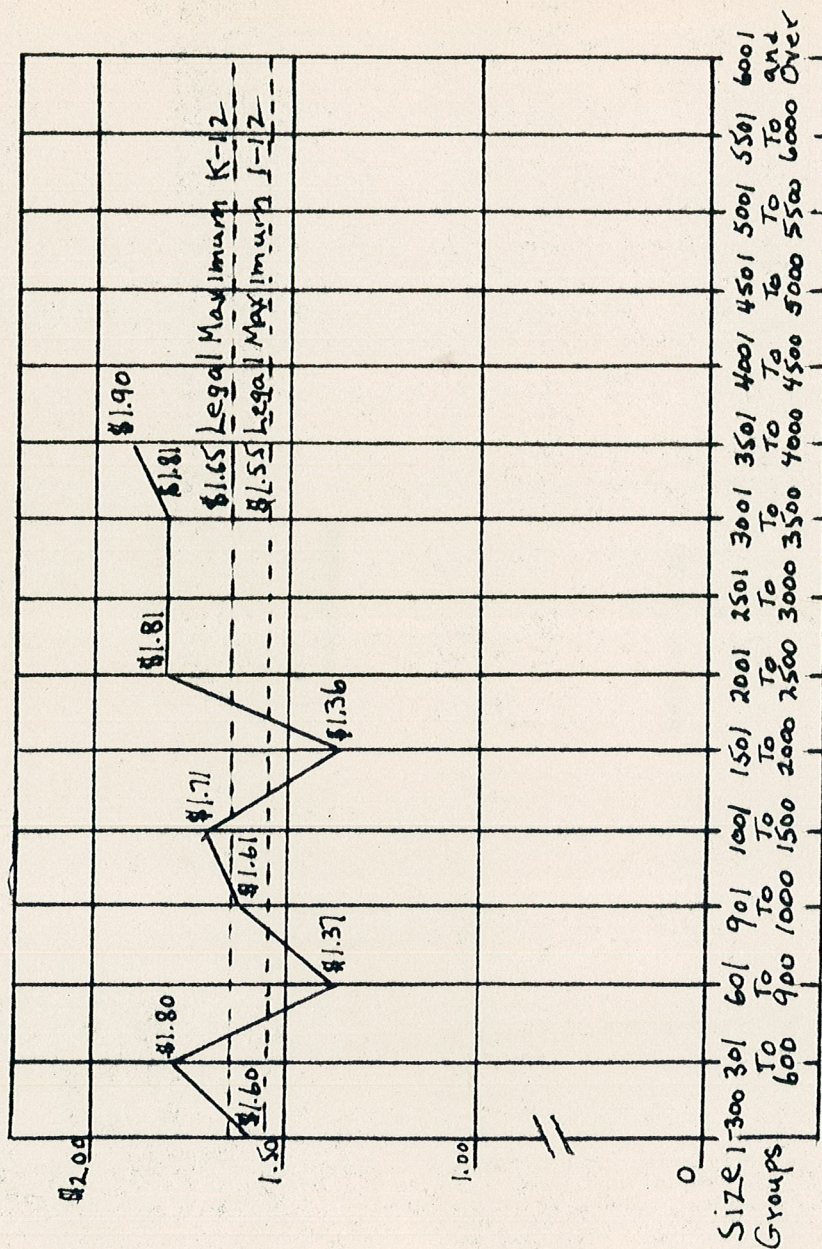 $2.00
1.50
1.00
0
$1.60
$1.80
$1.37
$1.61
$1.71
$1.36
$1.81
$1.81
$1.90
$1.65 Legal Maximum K-12
$1.55 Legal Maximum 1-12
Size Groups
1-300
301 To 600
601 To 900
901 To 1000
1001 To 1500
1501 To 2000
2001 To 2500
2501 To 3000
3001 To 3500
3501 To 4000
4001 To 4500
4501 To 5000
5001 To 5500
5501 To 6000
6001 and Over